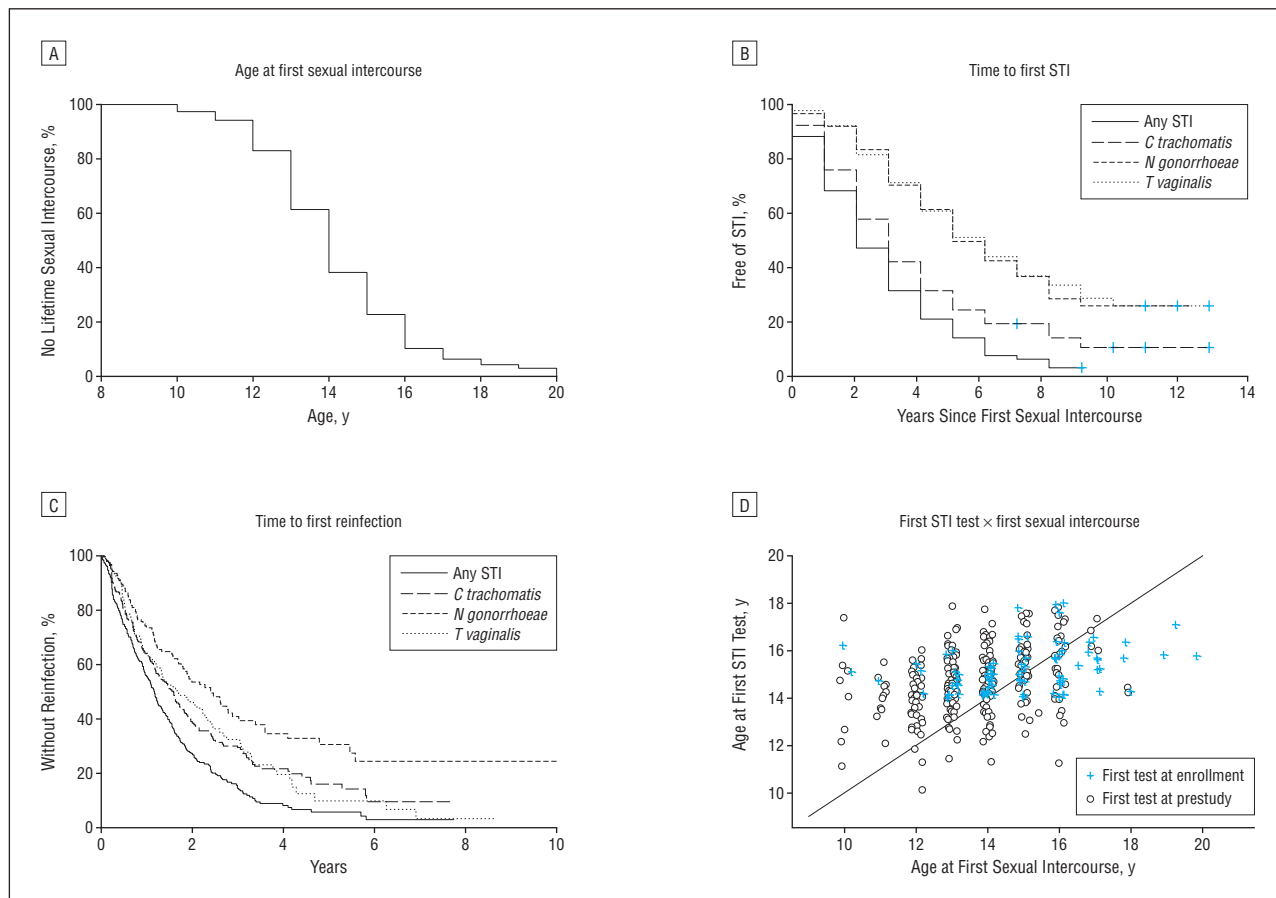 A
Age at first sexual intercourse
No Lifetime Sexual Intercourse, %
100
80
60
40
20
0
8 10 12 14 16 18 20
Age, y
B
Time to first STI
Free of STI, %
100
80
60
40
20
0
0 2 4 6 8 10 12 14
Years Since First Sexual Intercourse
Any STI
C trachomatis
N gonorrhoeae
T vaginalis
C
Time to first reinfection
Without Reinfection, %
100
80
60
40
20
0
0 2 4 6 8 10
Years
Any STI
C trachomatis
N gonorrhoeae
T vaginalis
D
First STI test × first sexual intercourse
Age at First STI Test, y
20
18
16
14
12
10
10 12 14 16 18 20
Age at First Sexual Intercourse, y
First test at enrollment
First test at prestudy